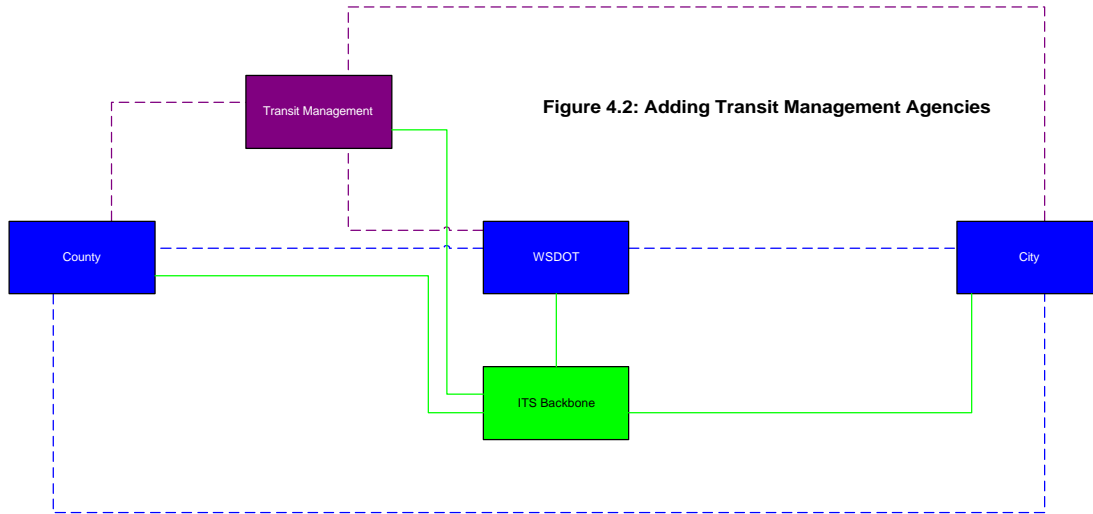 Transit Management
Figure 4.2: Adding Transit Management Agencies
County
WSDOT
City
ITS Backbone